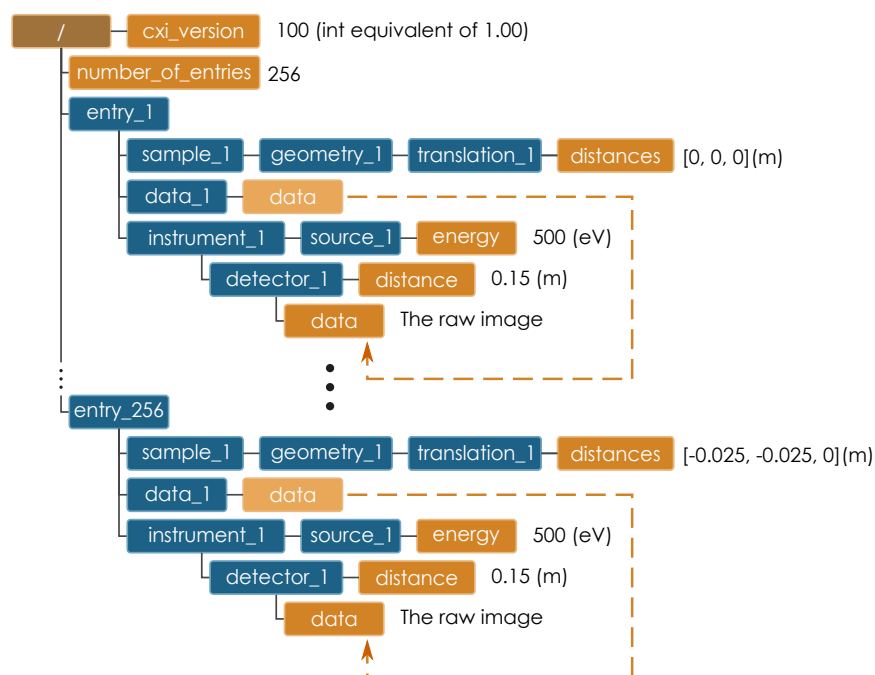 / cxi_version 100 (int equivalent of 1.00)
number_of_entries 256
entry_1
sample_1 geometry_1 translation_1 distances [0, 0, 0](m)
data_1 data
instrument_1 source_1 energy 500 (eV)
detector_1 distance 0.15 (m)
data The raw image
entry_256
sample_1 geometry_1 translation_1 distances [-0.025, -0.025, 0](m)
data_1 data
instrument_1 source_1 energy 500 (eV)
detector_1 distance 0.15 (m)
data The raw image